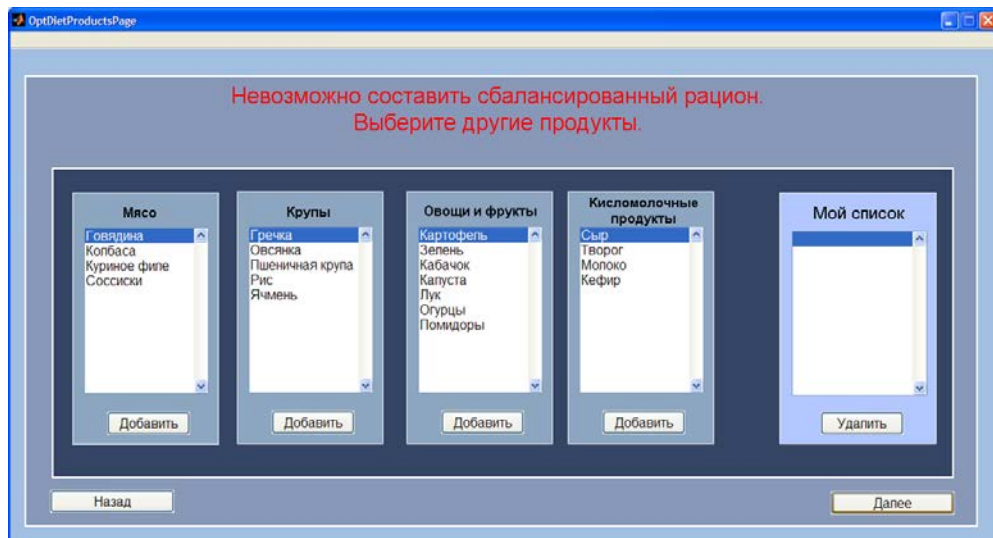 OptDietProductsPage
Невозможно составить сбалансированный рацион.
Выберите другие продукты.
Мясо
Говядина
Колбаса
Куриное филе
Соссиски
Добавить
Крупы
Гречка
Овсянка
Пшеничная крупа
Рис
Ячмень
Добавить
Овощи и фрукты
Картофель
Зелень
Кабачок
Капуста
Лук
Огурцы
Помидоры
Добавить
Кисломолочные
продукты
Сыр
Творог
Молоко
Кефир
Добавить
Мой список
Удалить
Назад
Далее